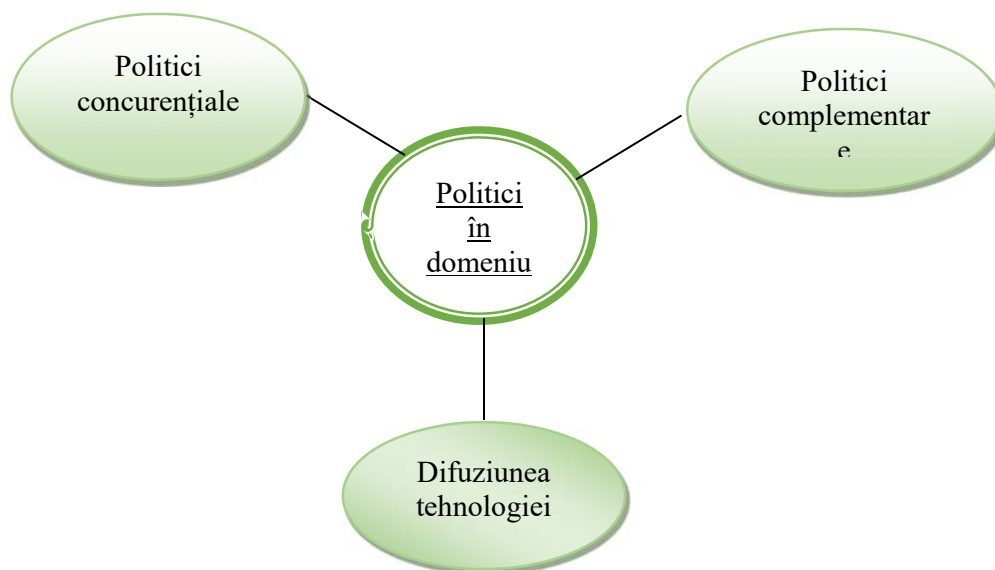 Politici
concurențiale
Politici
complementar
e
Politici
în
domeniu
Difuziunea
tehnologiei